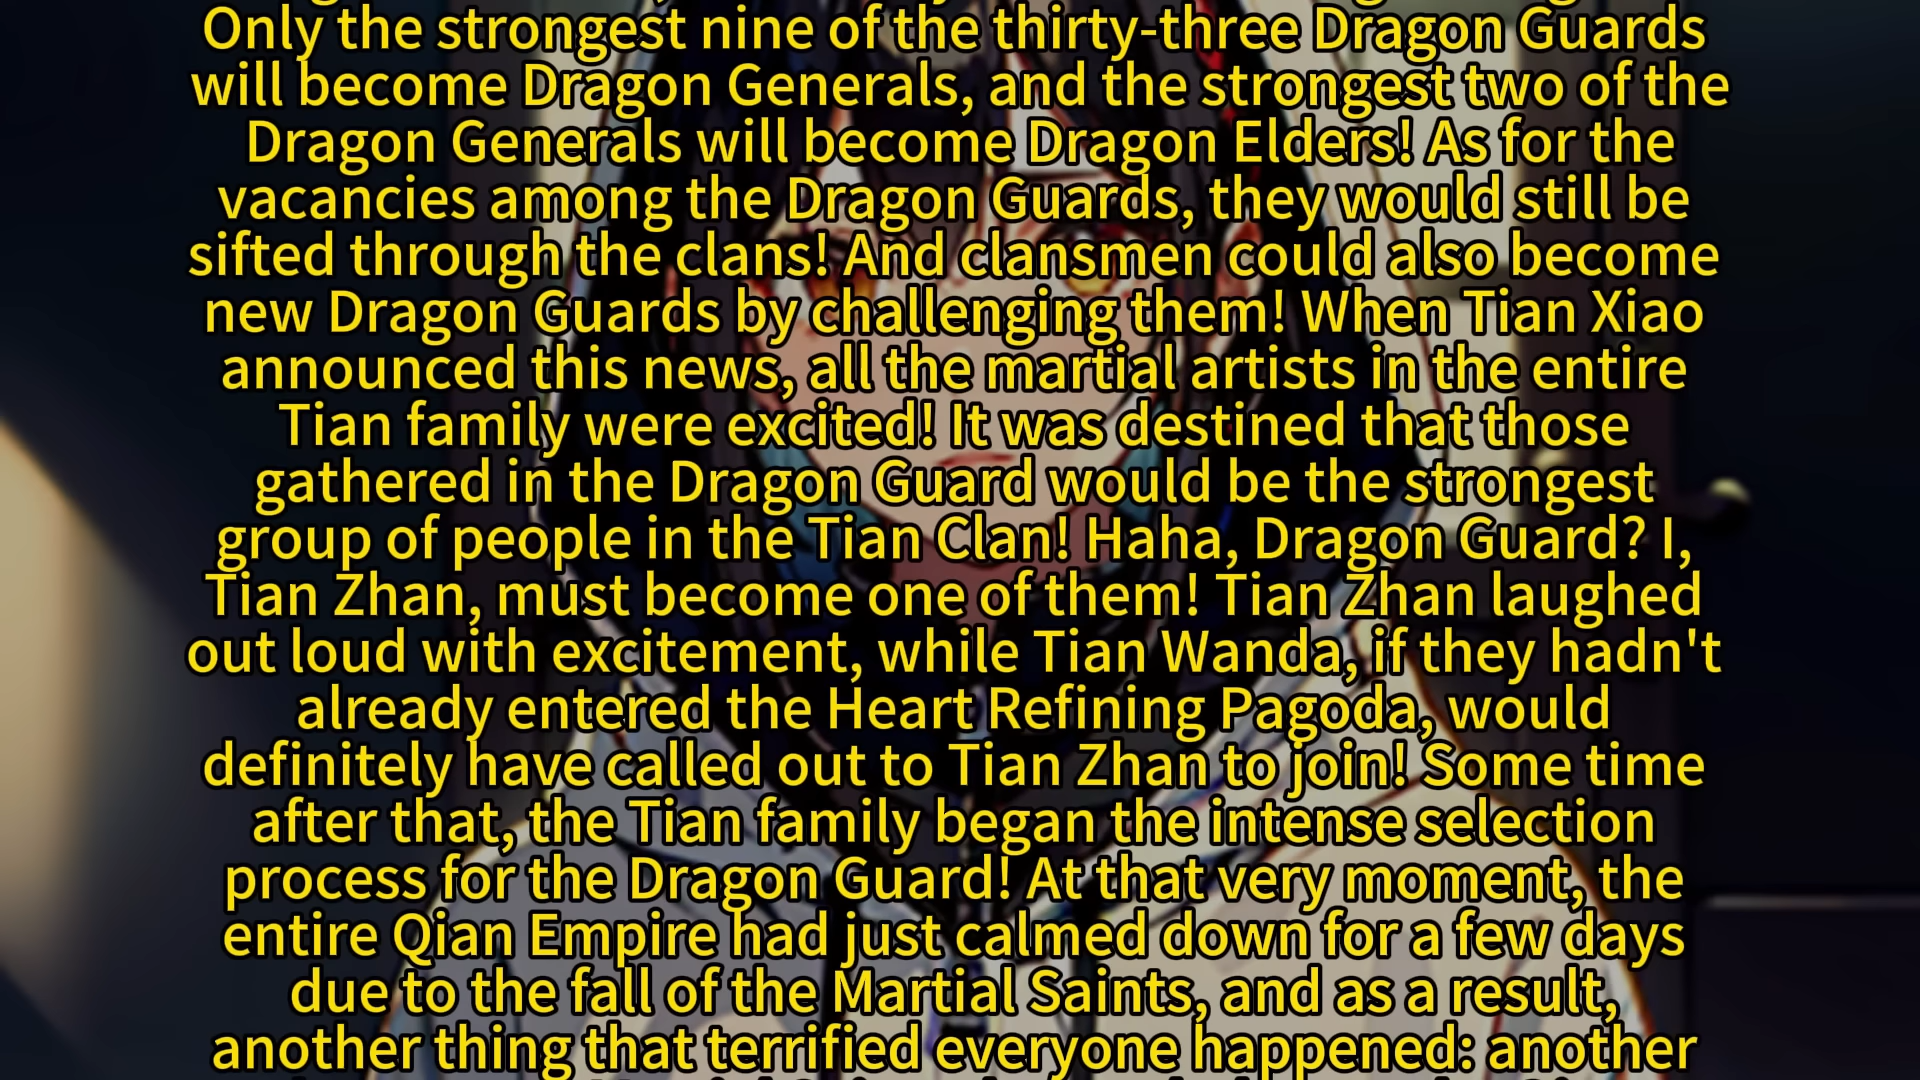 Only the strongest nine of the thirty-three Dragon Guards
will become Dragon Generals, and the strongest two of the
Dragon Generals will become Dragon Elders! As for the
vacancies among the Dragon Guards, they would still be
sifted through the clans! And clansmen could also become
new Dragon Guards by challenging them! When Tian Xiao
announced this news, all the martial artists in the entire
Tian family were excited! It was destined that those
gathered in the Dragon Guard would be the strongest
group of people in the Tian Clan! Haha, Dragon Guard? I,
Tian Zhan, must become one of them! Tian Zhan laughed
out loud with excitement, while Tian Wanda, if they hadn't
already entered the Heart Refining Pagoda, would
definitely have called out to Tian Zhan to join! Some time
after that, the Tian family began the intense selection
process for the Dragon Guard! At that very moment, the
entire Qian Empire had just calmed down for a few days
due to the fall of the Martial Saints, and as a result,
another thing that terrified everyone happened: another